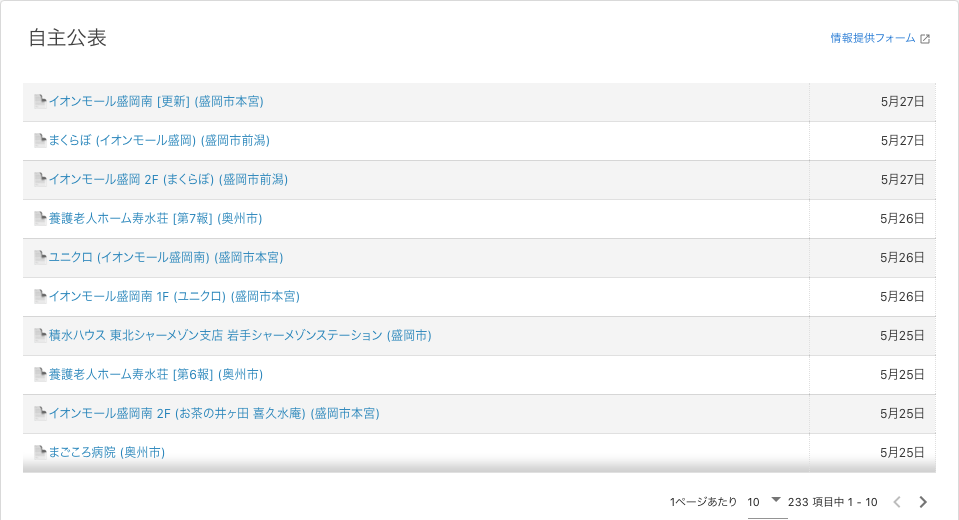 自主公表
情報提供フォーム
イオンモール盛岡南 [更新] (盛岡市本宮) 5月27日
まくらぼ (イオンモール盛岡) (盛岡市前潟) 5月27日
イオンモール盛岡 2F (まくらぼ) (盛岡市前潟) 5月27日
養護老人ホーム寿水荘 [第7報] (奥州市) 5月26日
ユニクロ (イオンモール盛岡南) (盛岡市本宮) 5月26日
イオンモール盛岡南 1F (ユニクロ) (盛岡市本宮) 5月26日
積水ハウス 東北シャーメゾン支店 岩手シャーメゾンステーション (盛岡市) 5月25日
養護老人ホーム寿水荘 [第6報] (奥州市) 5月25日
イオンモール盛岡南 2F (お茶の井ヶ田 喜久水庵) (盛岡市本宮) 5月25日
まごころ病院 (奥州市) 5月25日
1ページあたり 10 233 項目中 1 - 10